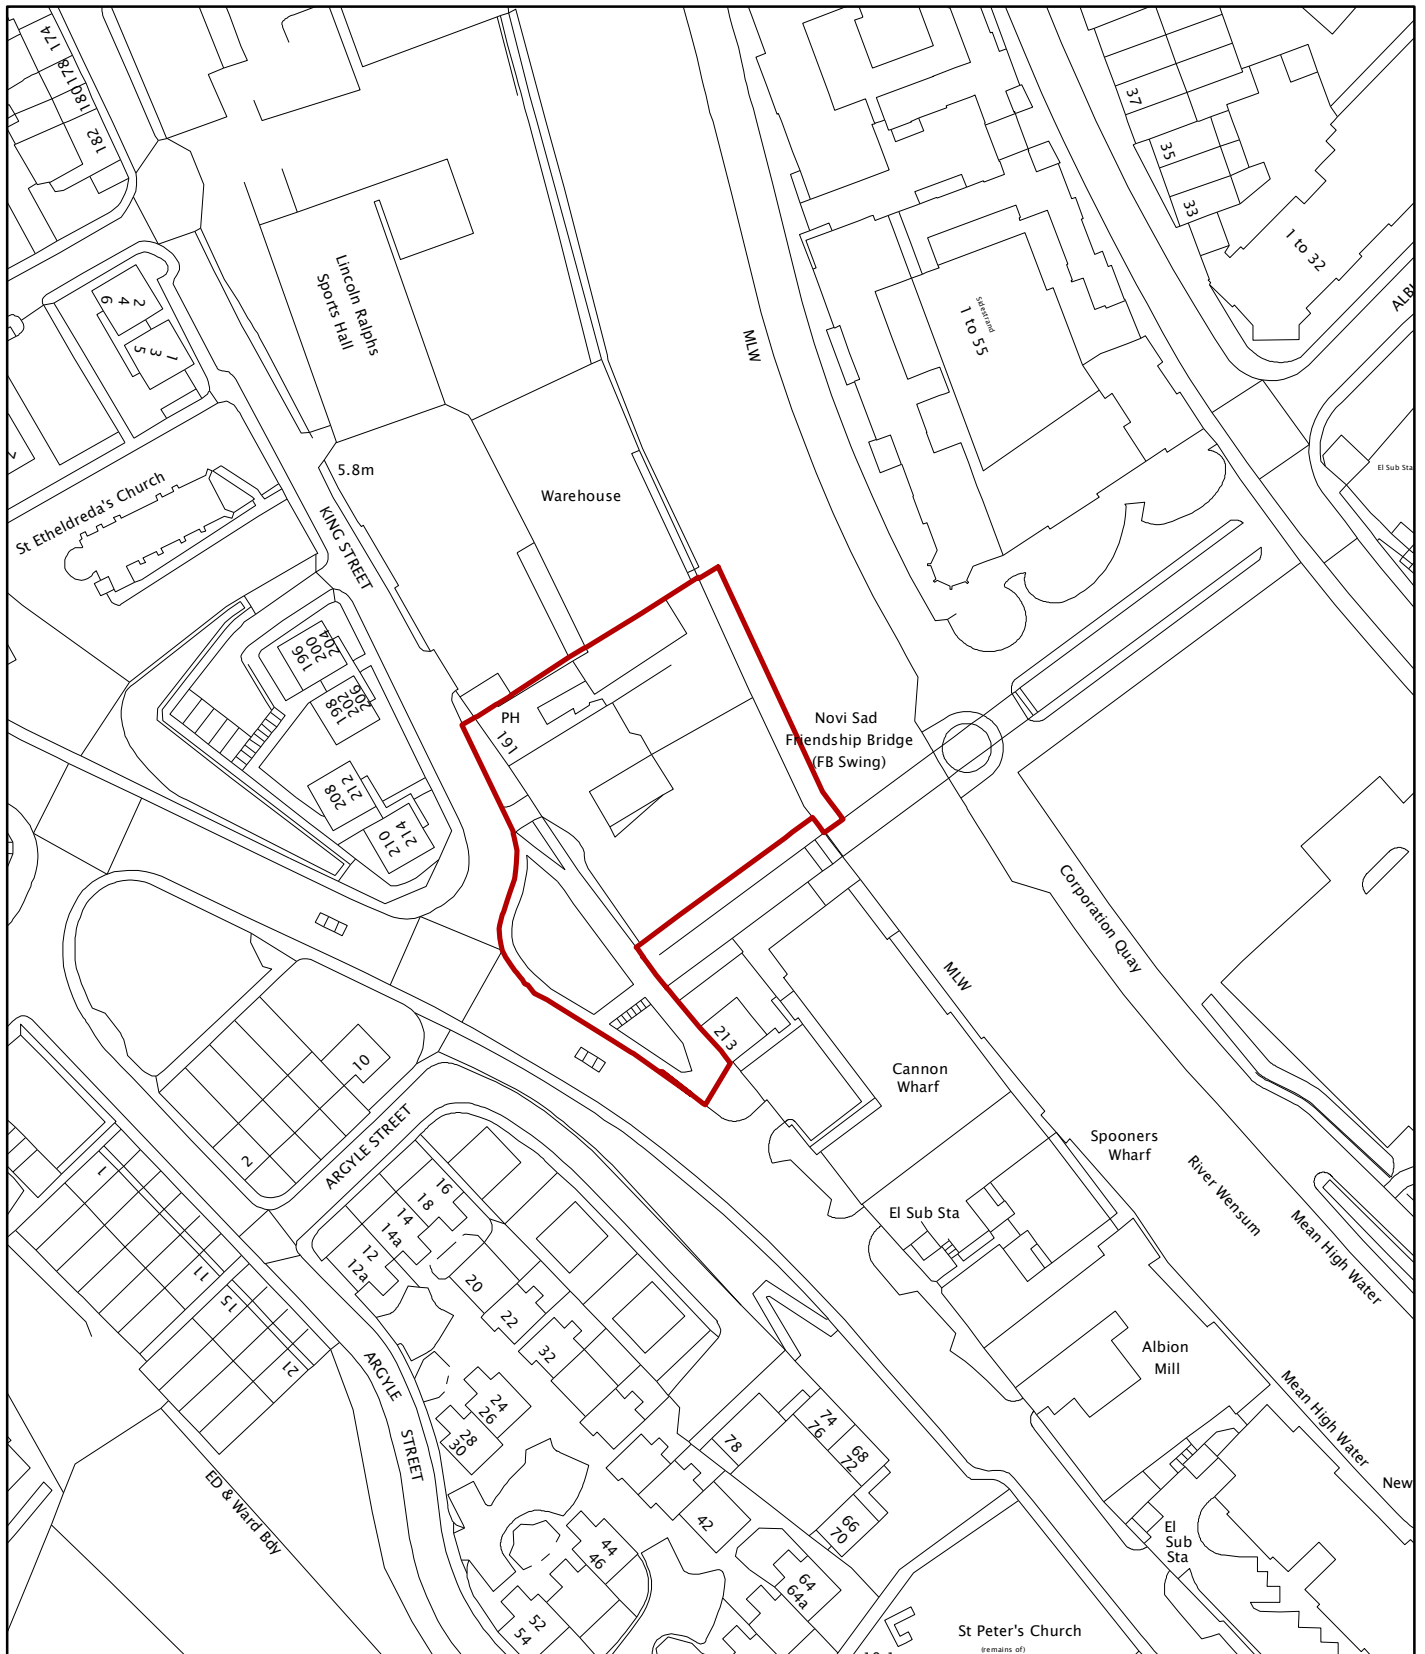 174
178
180
182
37
35
33
1 to 32
2
4
6
1
3
5
Lincoln Ralphs
Sports Hall
MLW
Sidestrand
1 to 55
5.8m
El Sub Sta
St Etheldreda's Church
Warehouse
KING STREET
204
200
196
206
202
198
PH
191
Novi Sad
Friendship Bridge
(FB Swing)
212
208
214
210
Corporation Quay
MLW
213
10
2
Cannon
Wharf
ARGYLE STREET
Spooners
Wharf
River Wensum
Mean High Water
1
16
18
14
14a
12
12a
El Sub Sta
11
15
21
20
22
32
Albion
Mill
Mean High Water
ARGYLE
STREET
24
26
28
30
74
76
78
68
72
New
ED & Ward Bdy
42
66
70
El
Sub
Sta
44
46
64
64a
52
54
St Peter's Church
(remains of)